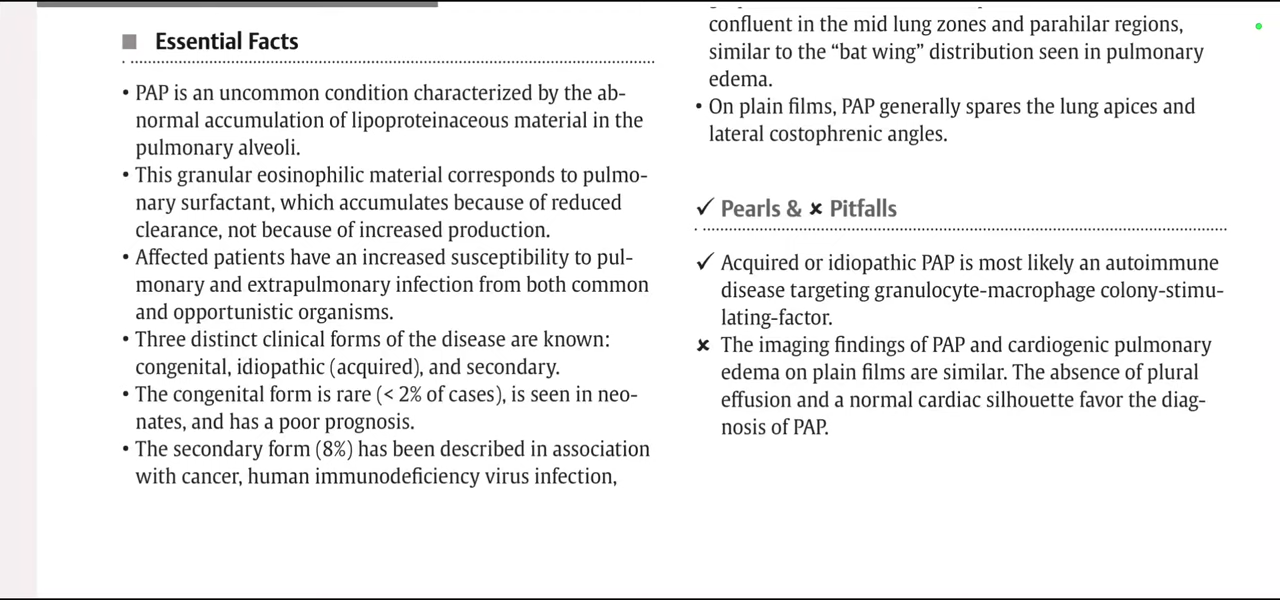 Essential Facts
• PAP is an uncommon condition characterized by the ab-
normal accumulation of lipoproteinaceous material in the
pulmonary alveoli.
• This granular eosinophilic material corresponds to pulmo-
nary surfactant, which accumulates because of reduced
clearance, not because of increased production.
• Affected patients have an increased susceptibility to pul-
monary and extrapulmonary infection from both common
and opportunistic organisms.
• Three distinct clinical forms of the disease are known:
congenital, idiopathic (acquired), and secondary.
• The congenital form is rare (< 2% of cases), is seen in neo-
nates, and has a poor prognosis.
• The secondary form (8%) has been described in association
with cancer, human immunodeficiency virus infection,
confluent in the mid lung zones and parahilar regions,
similar to the “bat wing” distribution seen in pulmonary
edema.
• On plain films, PAP generally spares the lung apices and
lateral costophrenic angles.
✓ Pearls & ✗ Pitfalls
✓ Acquired or idiopathic PAP is most likely an autoimmune
disease targeting granulocyte-macrophage colony-stimu-
lating-factor.
✗ The imaging findings of PAP and cardiogenic pulmonary
edema on plain films are similar. The absence of plural
effusion and a normal cardiac silhouette favor the diag-
nosis of PAP.